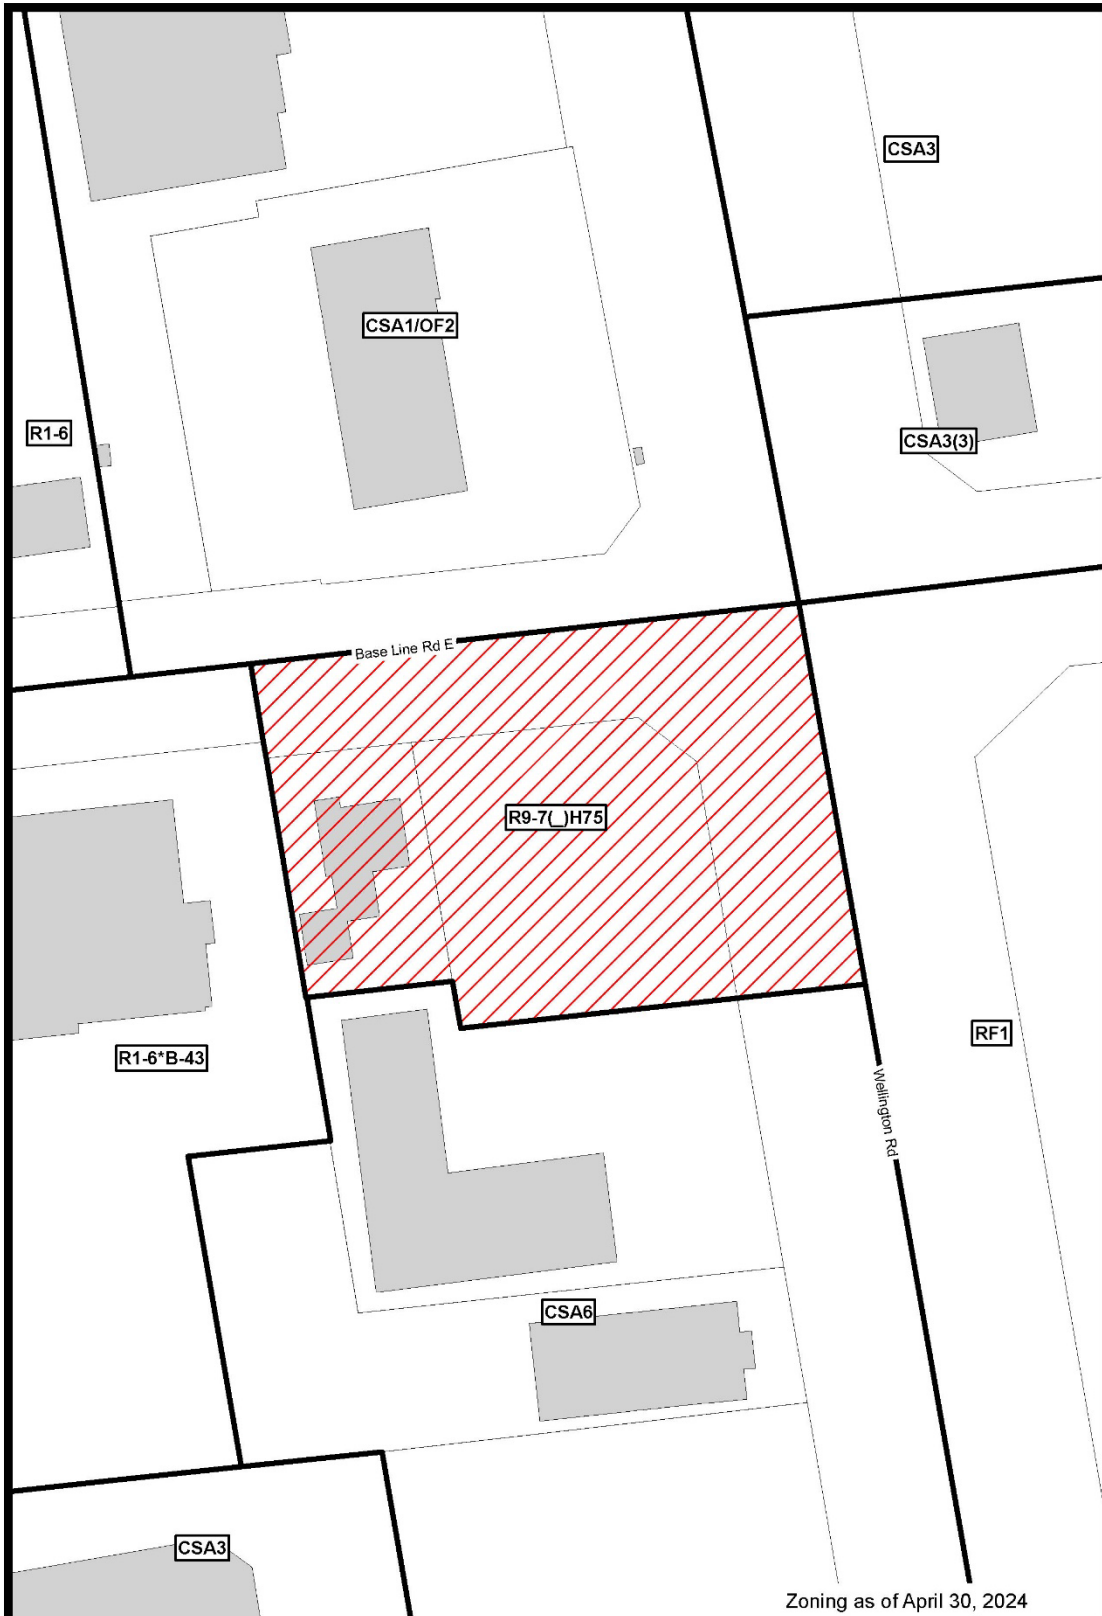 CSA3
CSA1/OF2
R1-6
CSA3(3)
Base Line Rd E
R9-7(_)H75
RF1
R1-6*B-43
Wellington Rd
CSA6
CSA3
Zoning as of April 30, 2024